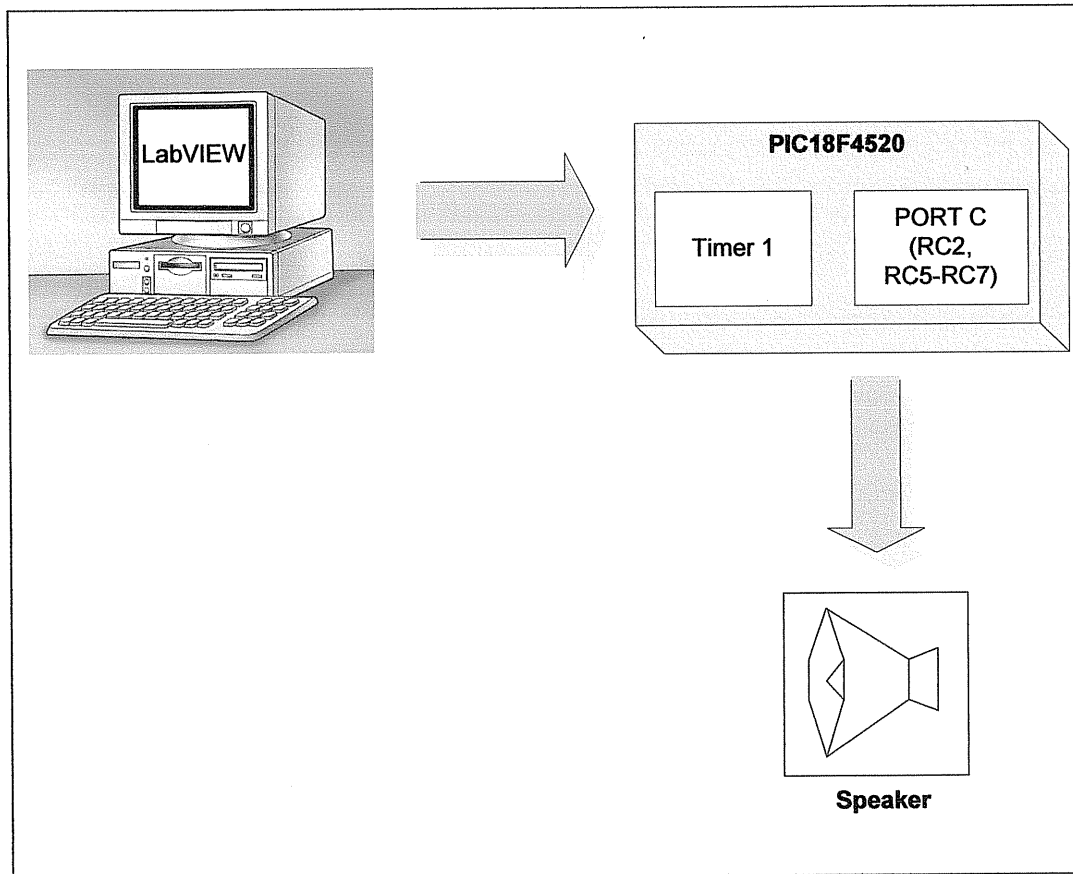 LabVIEW
PIC18F4520
Timer 1
PORT C
(RC2,
RC5-RC7)
Speaker